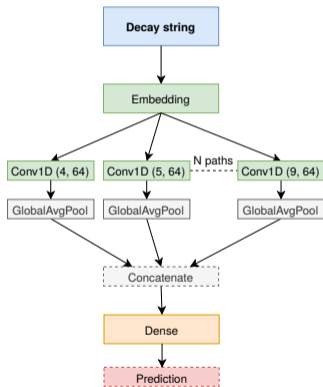 Decay string
Embedding
N paths
Conv1D (4, 64) Conv1D (5, 64) Conv1D (9, 64)
GlobalAvgPool GlobalAvgPool GlobalAvgPool
Concatenate
Dense
Prediction